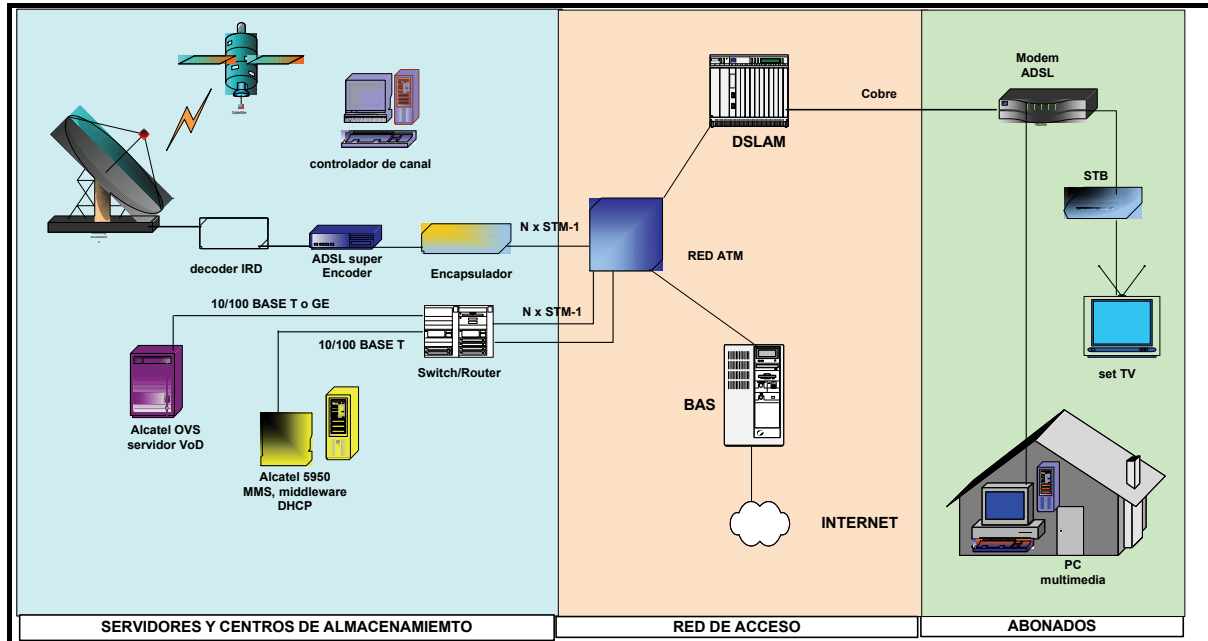 Satelite
controlador de canal
decoder IRD
ADSL super
Encoder
Encapsulador
N x STM-1
10/100 BASE T o GE
N x STM-1
10/100 BASE T
Switch/Router
Alcatel OVS
servidor VoD
Alcatel 5950
MMS, middleware
DHCP
DSLAM
RED ATM
BAS
INTERNET
Cobre
Modem
ADSL
STB
set TV
PC
multimedia
SERVIDORES Y CENTROS DE ALMACENAMIEMTO
RED DE ACCESO
ABONADOS